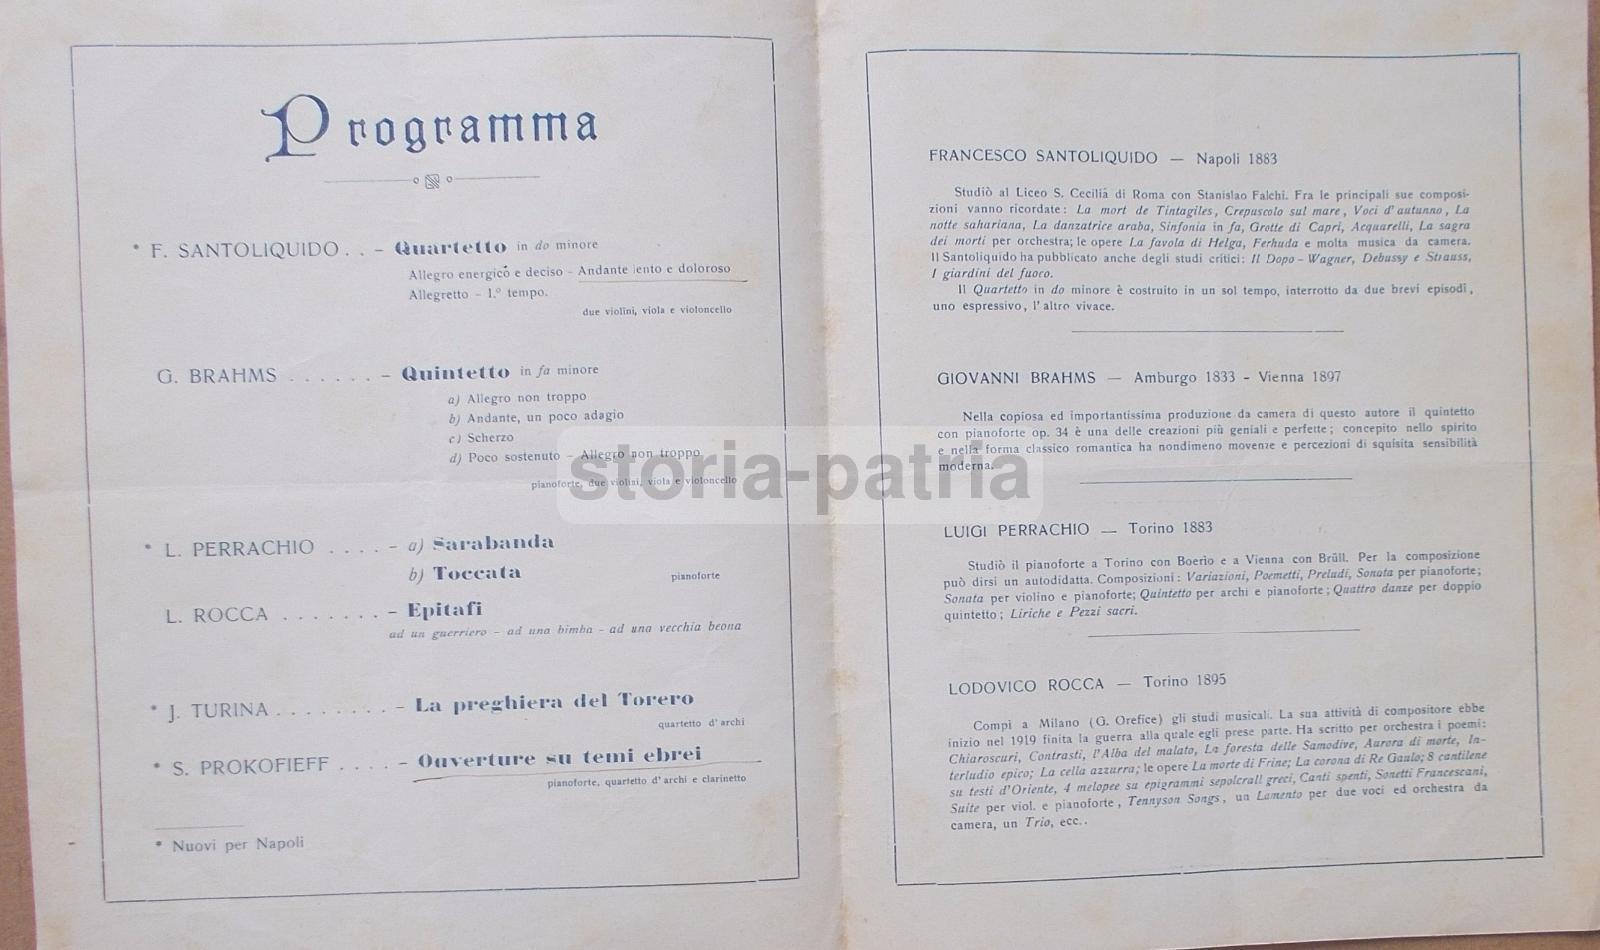 Programma
* F. SANTOLIQUIDO . . – Quartetto in do minore
Allegro energico e deciso – Andante lento e doloroso
Allegretto – 1.º tempo.
due violini, viola e violoncello
G. BRAHMS . . . . . . – Quintetto in fa minore
a) Allegro non troppo
b) Andante, un poco adagio
c) Scherzo
d) Poco sostenuto – Allegro non troppo
pianoforte, due violini, viola e violoncello
* L. PERRACHIO . . . . – a) Sarabanda
b) Toccata pianoforte
L. ROCCA . . . . . . . – Epitafi
ad un guerriero – ad una bimba – ad una vecchia beona
* J. TURINA . . . . . . . . – La preghiera del Torero
quartetto d'archi
* S. PROKOFIEFF . . . . – Ouverture su temi ebrei
pianoforte, quartetto d'archi e clarinetto
* Nuovi per Napoli
FRANCESCO SANTOLIQUIDO — Napoli 1883
Studiò al Liceo S. Cecilia di Roma con Stanislao Falchi. Fra le principali sue composi-
zioni vanno ricordate: La mort de Tintagiles, Crepuscolo sul mare, Voci d'autunno, La
notte sahariana, La danzatrice araba, Sinfonia in fa, Grotte di Capri, Acquarelli, La sagra
dei morti per orchestra; le opere La favola di Helga, Ferhuda e molta musica da camera.
Il Santoliquido ha pubblicato anche degli studi critici: Il Dopo – Wagner, Debussy e Strauss,
I giardini del fuoco.
Il Quartetto in do minore è costruito in un sol tempo, interrotto da due brevi episodi,
uno espressivo, l'altro vivace.
GIOVANNI BRAHMS — Amburgo 1833 - Vienna 1897
Nella copiosa ed importantissima produzione da camera di questo autore il quintetto
con pianoforte op. 34 è una delle creazioni più geniali e perfette; concepito nello spirito
e nella forma classico romantica ha nondimeno movenze e percezioni di squisita sensibilità
moderna.
LUIGI PERRACHIO — Torino 1883
Studiò il pianoforte a Torino con Boerio e a Vienna con Brüll. Per la composizione
può dirsi un autodidatta. Composizioni: Variazioni, Poemetti, Preludi, Sonata per pianoforte;
Sonata per violino e pianoforte; Quintetto per archi e pianoforte; Quattro danze per doppio
quintetto; Liriche e Pezzi sacri.
LODOVICO ROCCA — Torino 1895
Compì a Milano (G. Orefice) gli studi musicali. La sua attività di compositore ebbe
inizio nel 1919 finita la guerra alla quale egli prese parte. Ha scritto per orchestra i poemi:
Chiaroscuri, Contrasti, l'Alba del malato, La foresta delle Samodive, Aurora di morte, In-
terludio epico; La cella azzurra; le opere La morte di Frine; La corona di Re Gaulo; 8 cantilene
su testi d'Oriente, 4 melopee su epigrammi sepolcrali greci, Canti spenti, Sonetti Francescani,
Suite per viol. e pianoforte, Tennyson Songs, un Lamento per due voci ed orchestra da
camera, un Trio, ecc..
storia-patria